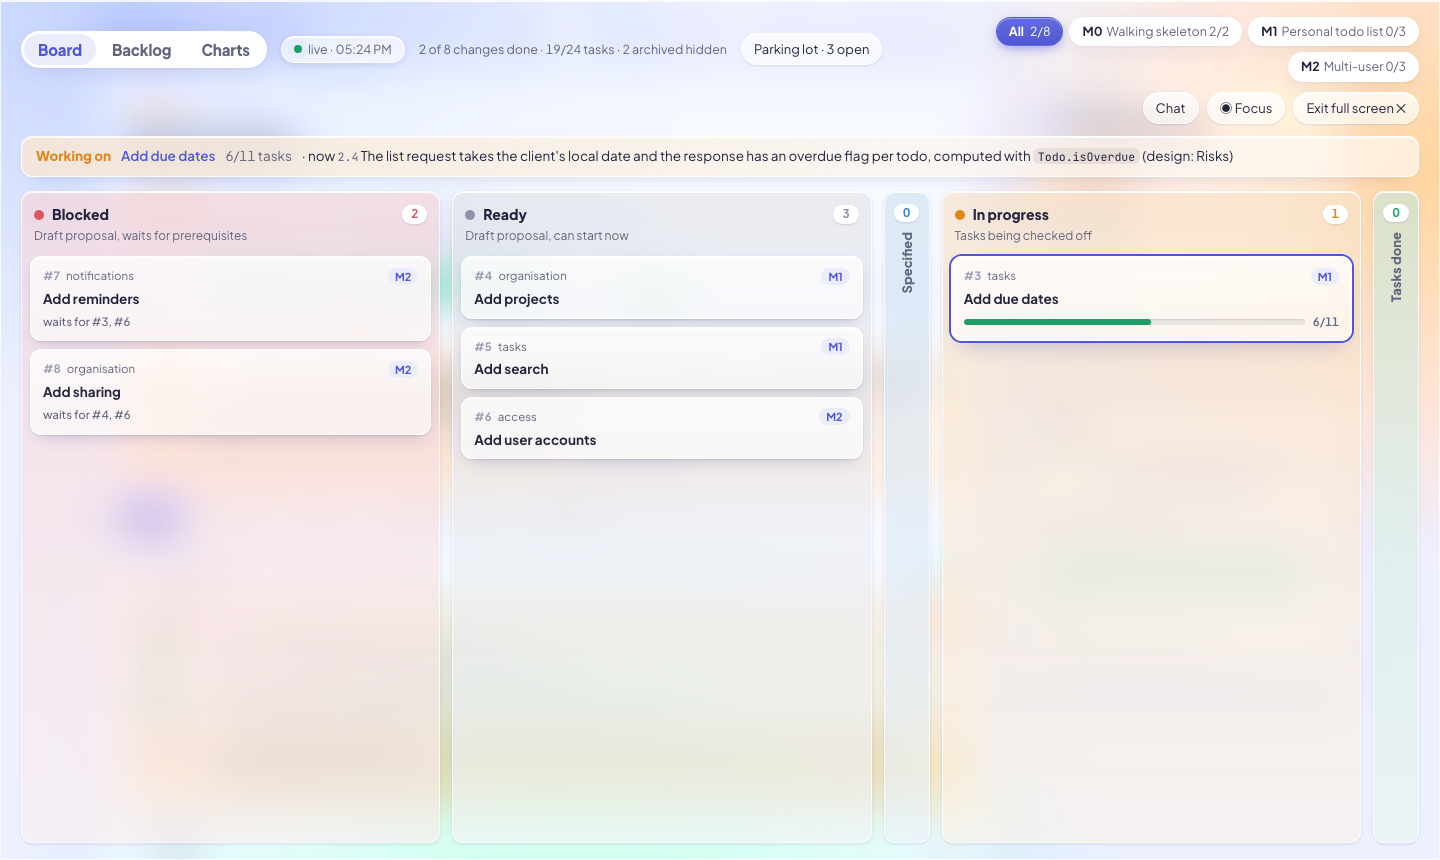 Board Backlog Charts
live · 05:24 PM
2 of 8 changes done · 19/24 tasks · 2 archived hidden
Parking lot · 3 open
All 2/8
M0 Walking skeleton 2/2
M1 Personal todo list 0/3
M2 Multi-user 0/3
Chat
Focus
Exit full screen ✕
Working on Add due dates 6/11 tasks · now 2.4 The list request takes the client's local date and the response has an overdue flag per todo, computed with Todo.isOverdue (design: Risks)
Blocked 2
Draft proposal, waits for prerequisites
#7 notifications M2
Add reminders
waits for #3, #6
#8 organisation M2
Add sharing
waits for #4, #6
Ready 3
Draft proposal, can start now
#4 organisation M1
Add projects
#5 tasks M1
Add search
#6 access M2
Add user accounts
0
Specified
In progress 1
Tasks being checked off
#3 tasks M1
Add due dates
6/11
0
Tasks done